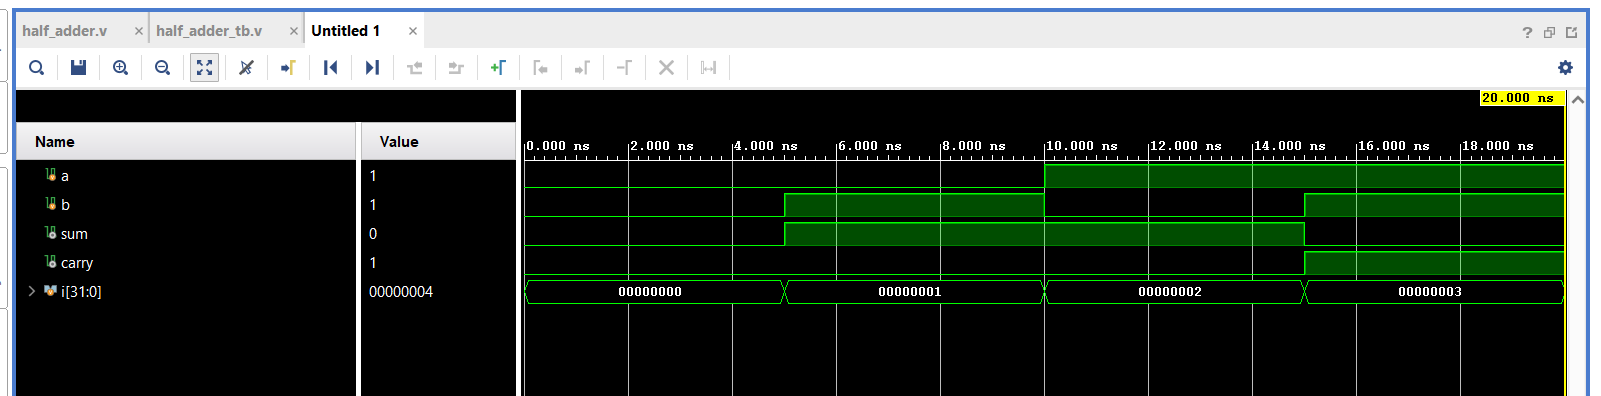 half_adder.v × half_adder_tb.v × Untitled 1 ×
?
20.000 ns
Name Value
0.000 ns 2.000 ns 4.000 ns 6.000 ns 8.000 ns 10.000 ns 12.000 ns 14.000 ns 16.000 ns 18.000 ns
a 1
b 1
sum 0
carry 1
i[31:0] 00000004 00000000 00000001 00000002 00000003